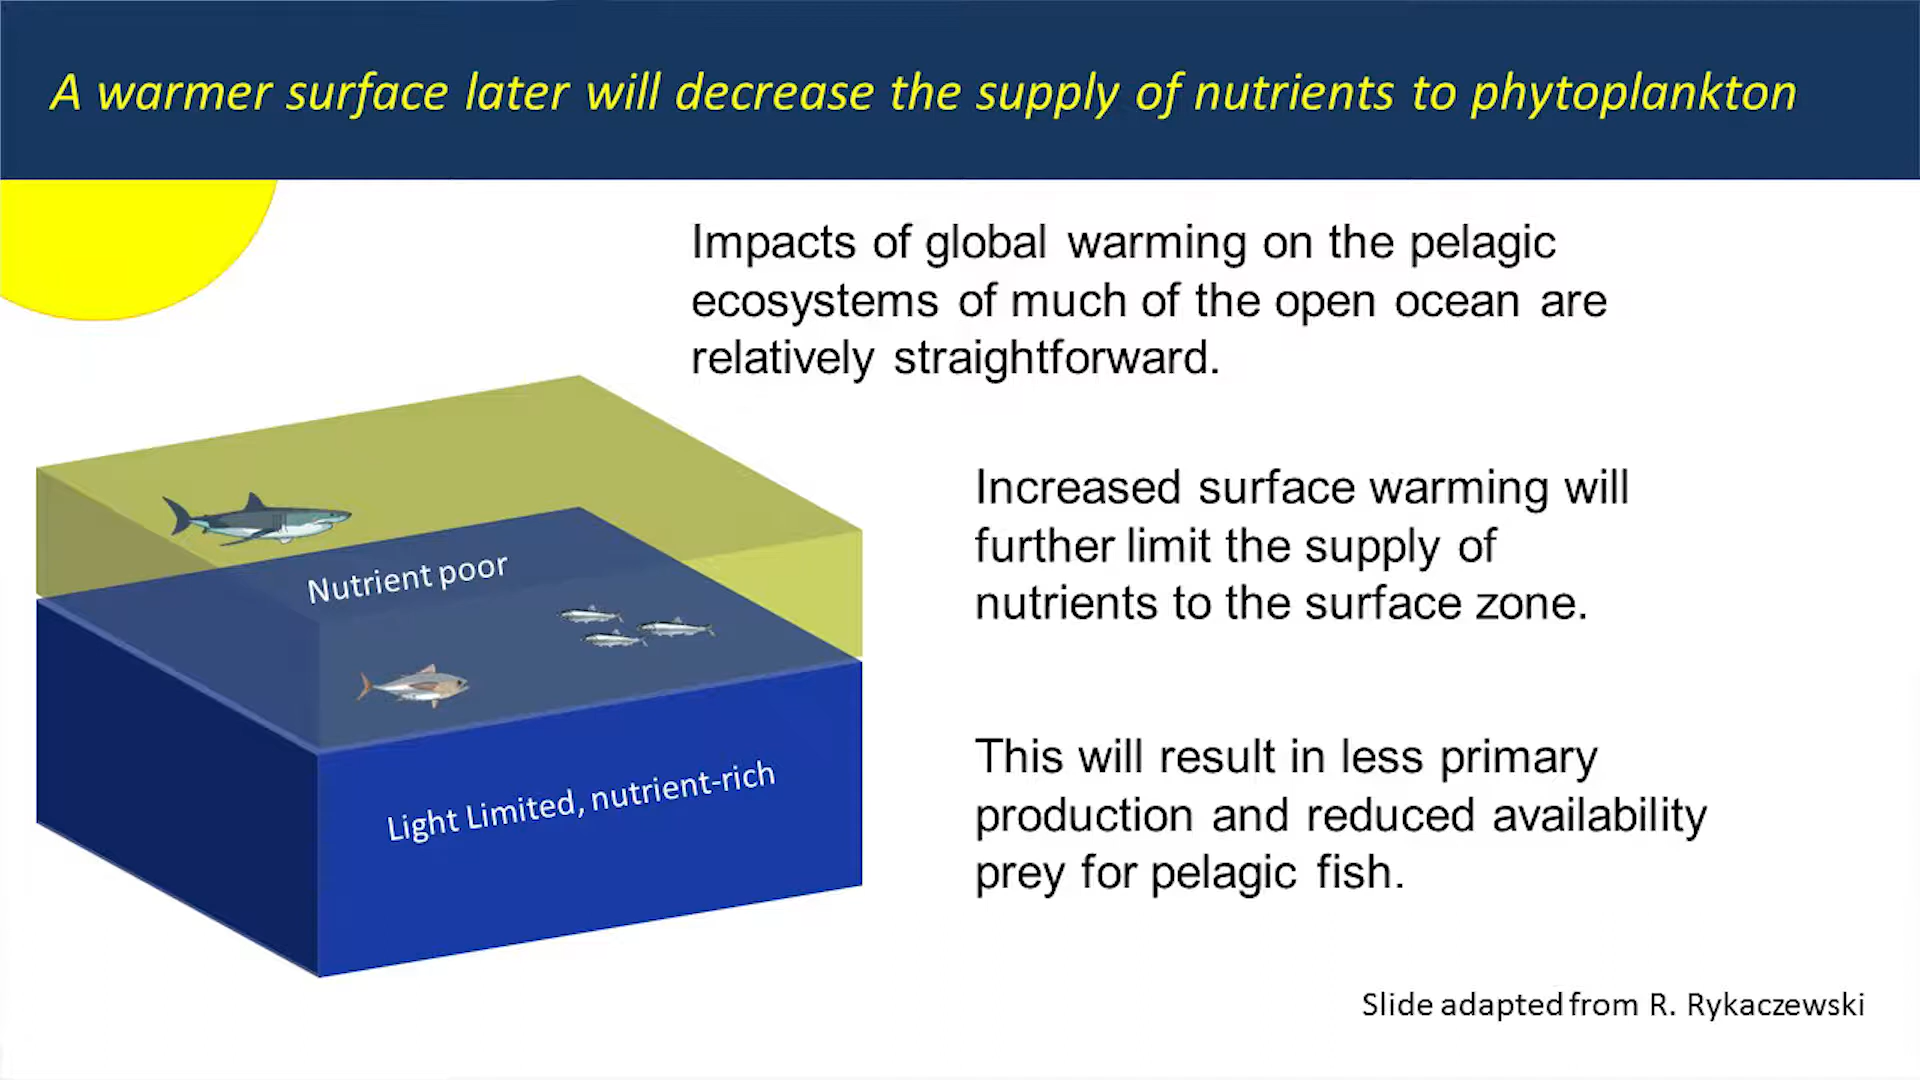 A warmer surface later will decrease the supply of nutrients to phytoplankton
Impacts of global warming on the pelagic
ecosystems of much of the open ocean are
relatively straightforward.
Increased surface warming will
further limit the supply of
nutrients to the surface zone.
Nutrient poor
Light Limited, nutrient-rich
This will result in less primary
production and reduced availability
prey for pelagic fish.
Slide adapted from R. Rykaczewski